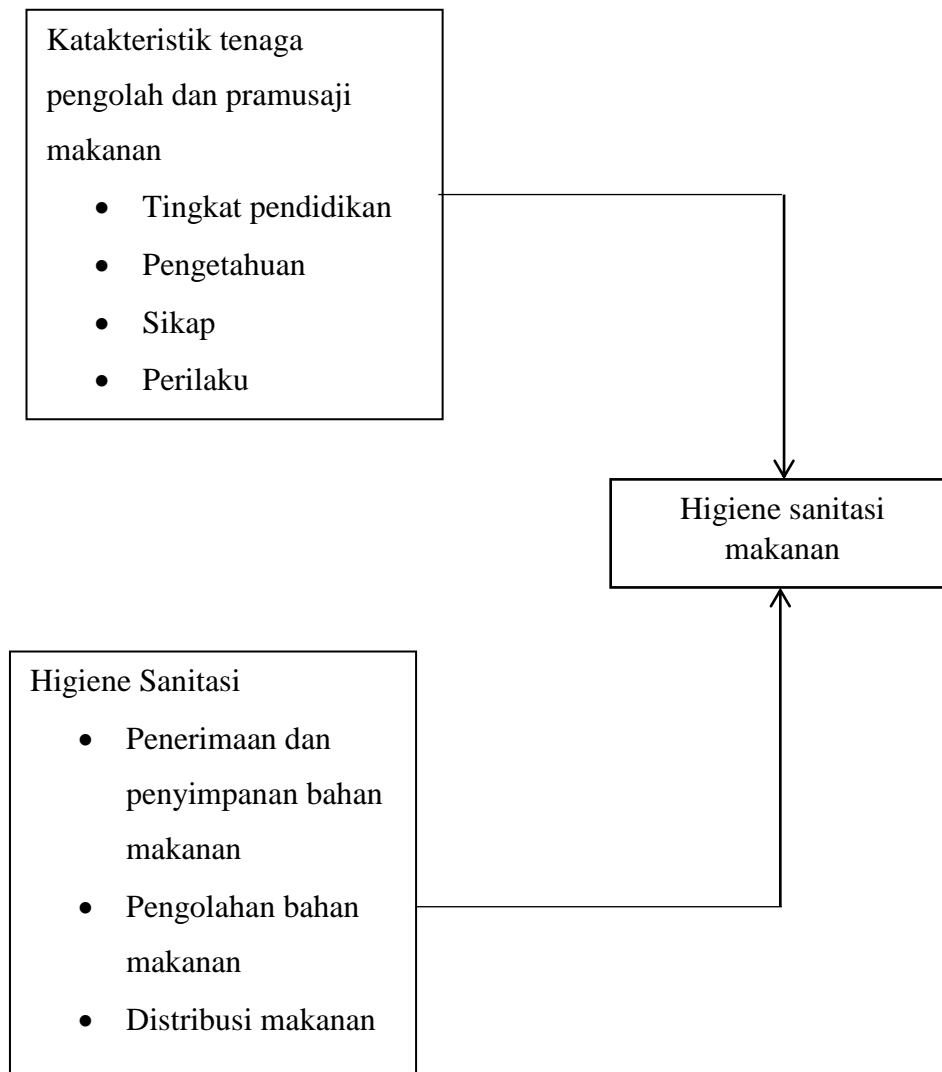 Katakteristik tenaga
pengolah dan pramusaji
makanan
• Tingkat pendidikan
• Pengetahuan
• Sikap
• Perilaku
Higiene sanitasi
makanan
Higiene Sanitasi
• Penerimaan dan
penyimpanan bahan
makanan
• Pengolahan bahan
makanan
• Distribusi makanan